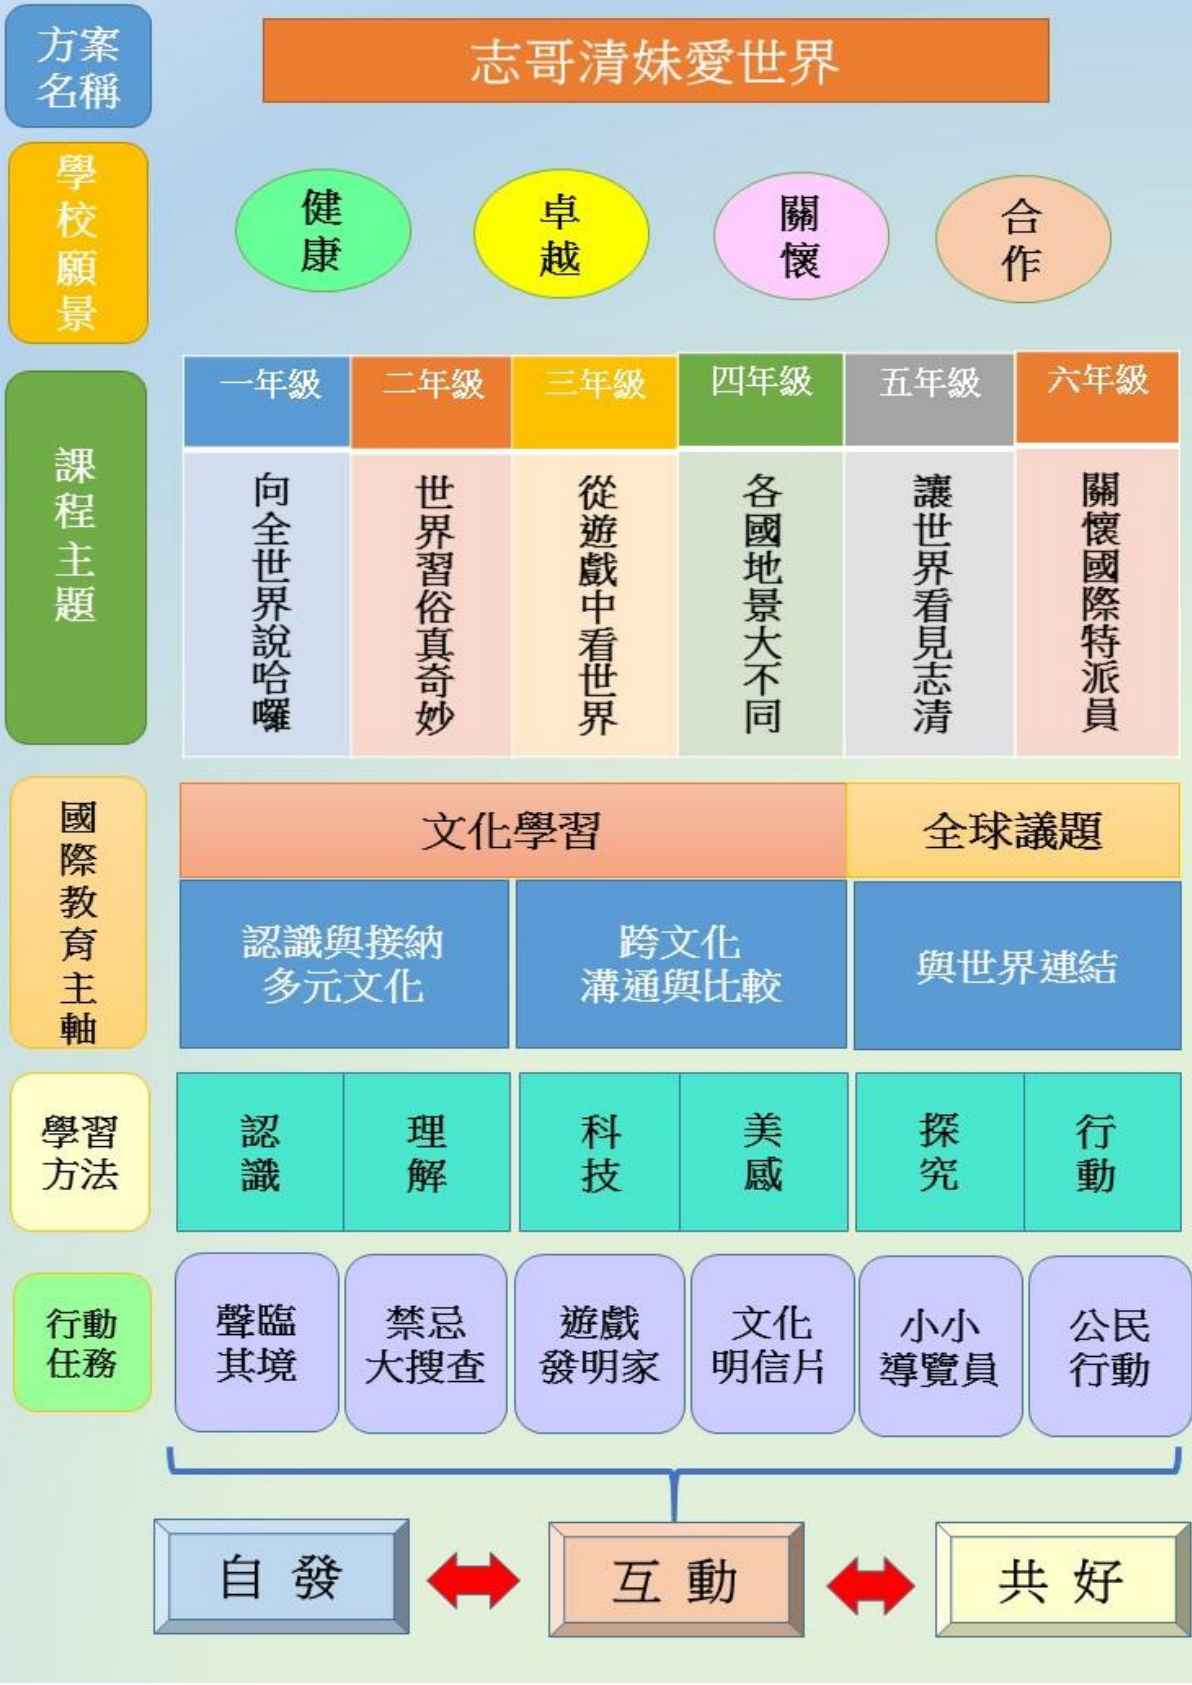 方案
名稱
志哥清妹愛世界
學校願景
健康
卓越
關懷
合作
課程主題
一年級
二年級
三年級
四年級
五年級
六年級
向全世界說哈囉
世界習俗真奇妙
從遊戲中看世界
各國地景大不同
讓世界看見志清
關懷國際特派員
國際教育主軸
文化學習
全球議題
認識與接納
多元文化
跨文化
溝通與比較
與世界連結
學習
方法
認識
理解
科技
美感
探究
行動
行動
任務
聲臨
其境
禁忌
大搜查
遊戲
發明家
文化
明信片
小小
導覽員
公民
行動
自發
互動
共好